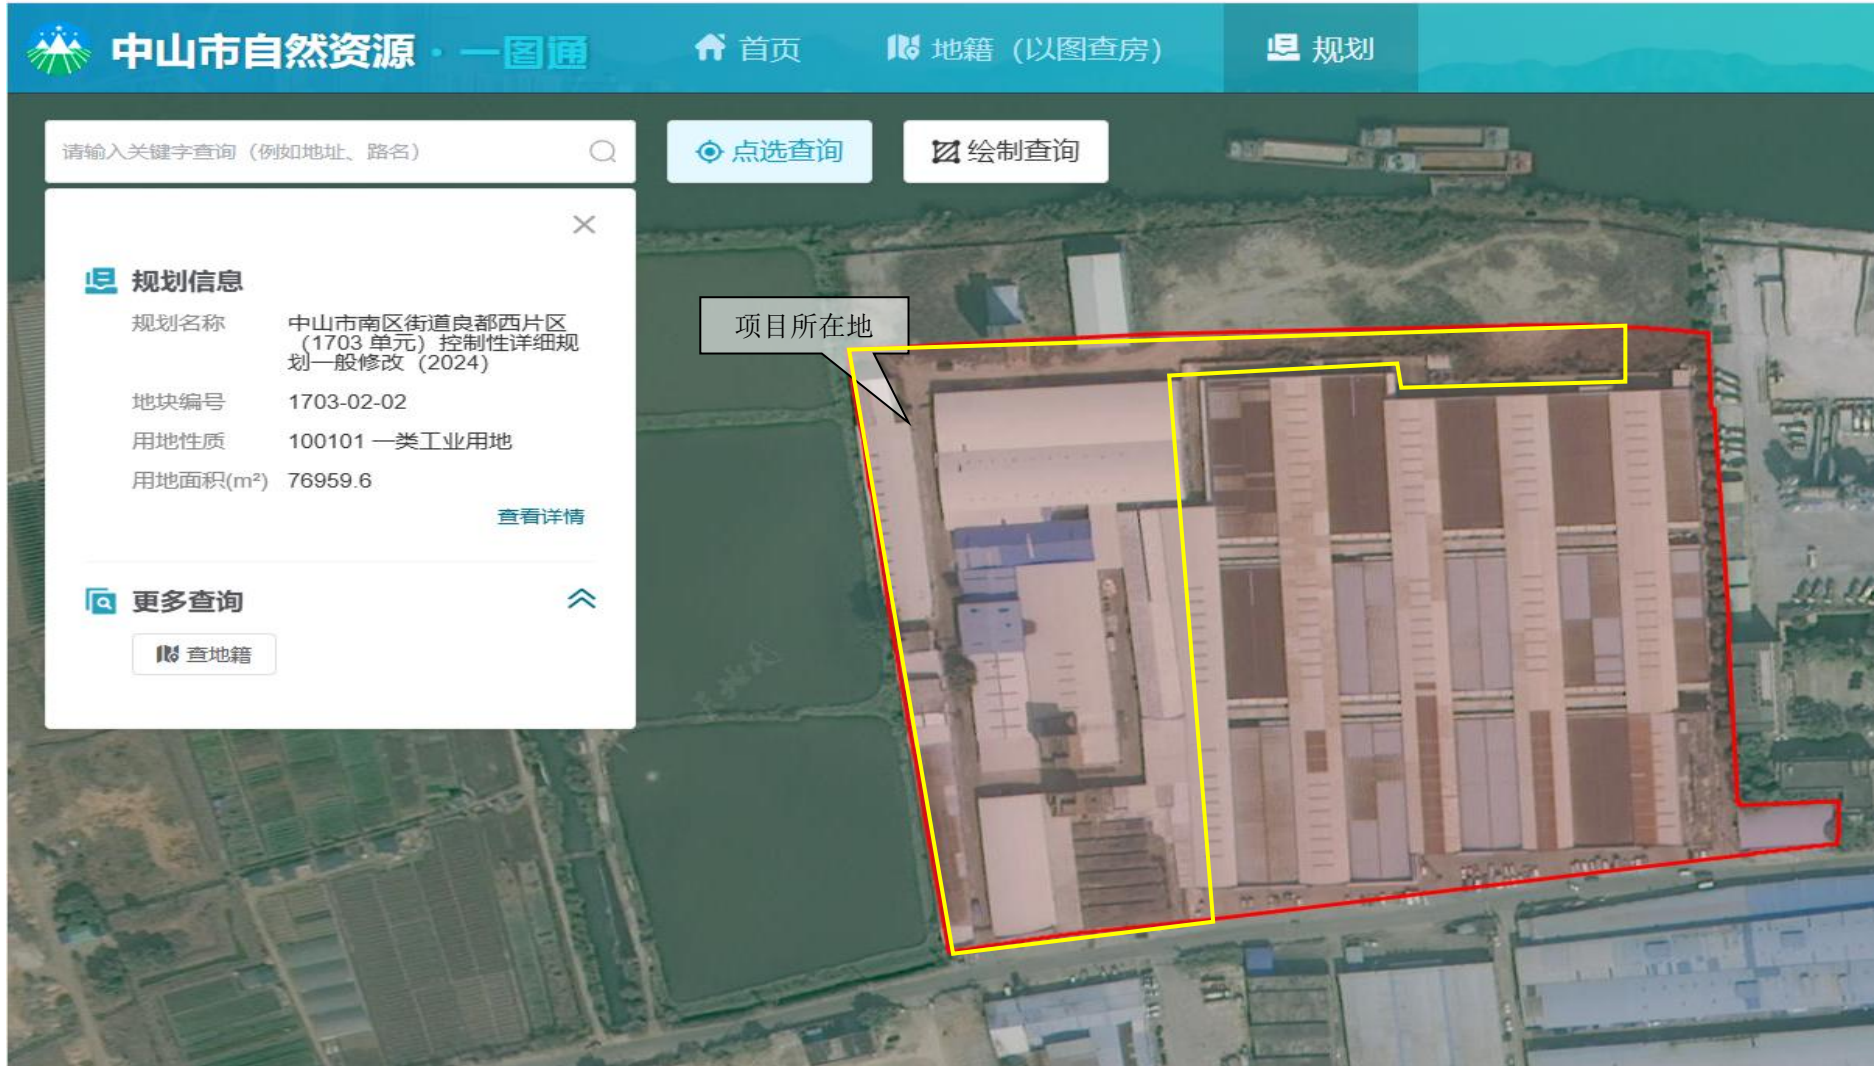 中山市自然资源·一图通
首页
地籍（以图查房）
规划
请输入关键字查询（例如地址、路名）
点选查询
绘制查询
规划信息
规划名称
中山市南区街道良都西片区
（1703 单元）控制性详细规
划一般修改（2024）
地块编号 1703-02-02
用地性质 100101 一类工业用地
用地面积(m²) 76959.6
查看详情
更多查询
查地籍
项目所在地